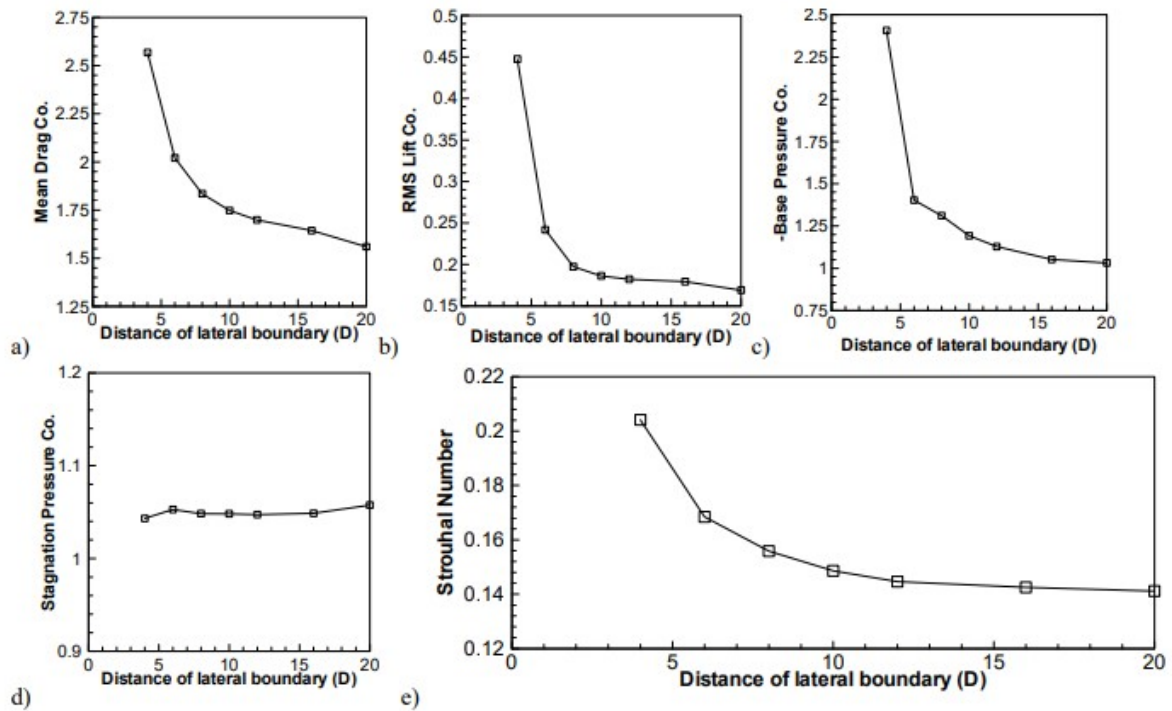 2.75
2.5
2.25
2
1.75
1.5
1.25
Mean Drag Co.
0 5 10 15 20
Distance of lateral boundary (D)
a)
0.5
0.45
0.4
0.35
0.3
0.25
0.2
0.15
RMS Lift Co.
0 5 10 15 20
Distance of lateral boundary (D)
b)
2.5
2.25
2
1.75
1.5
1.25
1
0.75
-Base Pressure Co.
0 5 10 15 20
Distance of lateral boundary (D)
c)
1.2
1.1
1
0.9
Stagnation Pressure Co.
0 5 10 15 20
Distance of lateral boundary (D)
d)
0.22
0.2
0.18
0.16
0.14
0.12
Strouhal Number
0 5 10 15 20
Distance of lateral boundary (D)
e)